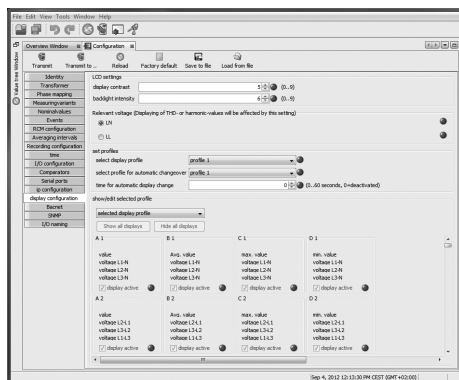 File Edit View Tools Window Help
Overview Window Configuration
Transmit Transmit to ... Reload Factory default Save to file Load from file
Value tree Window
Identity
Transformer
Phase mapping
Measuringvariants
Nominalvalues
Events
RCM configuration
Averaging intervals
Recording configuration
time
I/O configuration
Comparators
Serial ports
ip configuration
display configuration
Bacnet
SNMP
I/O naming
LCD settings
display contrast 5 (0..9)
backlight intensity 6 (0..9)
Relevant voltage (Displaying of THD- or harmonic-values will be affected by this setting)
LN
LL
set profiles
select display profile profile 1
select profile for automatic changeover profile 1
time for automatic display change 0 (0..60 seconds, 0=deactivated)
show/edit selected profile
selected display profile
Show all displays Hide all displays
A 1 B 1 C 1 D 1
value Avg. value max. value min. value
voltage L1-N voltage L1-N voltage L1-N voltage L1-N
voltage L2-N voltage L2-N voltage L2-N voltage L2-N
voltage L3-N voltage L3-N voltage L3-N voltage L3-N
display active display active display active display active
A 2 B 2 C 2 D 2
value Avg. value max. value min. value
voltage L2-L1 voltage L2-L1 voltage L2-L1 voltage L2-L1
voltage L3-L2 voltage L3-L2 voltage L3-L2 voltage L3-L2
voltage L1-L3 voltage L1-L3 voltage L1-L3 voltage L1-L3
display active display active display active display active
Sep 4, 2012 12:13:30 PM CEST (GMT+02:00)